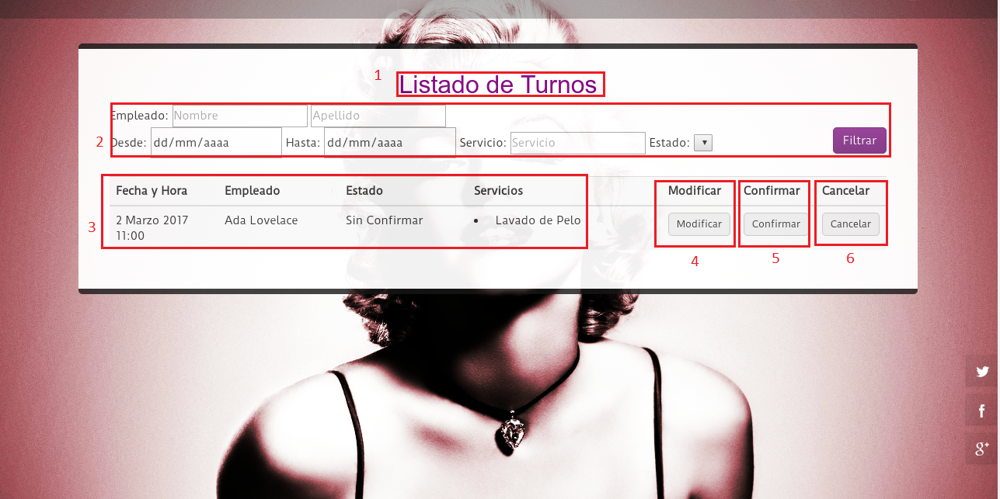 1 Listado de Turnos
Empleado: Nombre Apellido
2 Desde: dd/mm/aaaa Hasta: dd/mm/aaaa Servicio: Servicio Estado: Filtrar
Fecha y Hora Empleado Estado Servicios Modificar Confirmar Cancelar
3 2 Marzo 2017 Ada Lovelace Sin Confirmar • Lavado de Pelo Modificar Confirmar Cancelar
11:00
4 5 6
f
g+